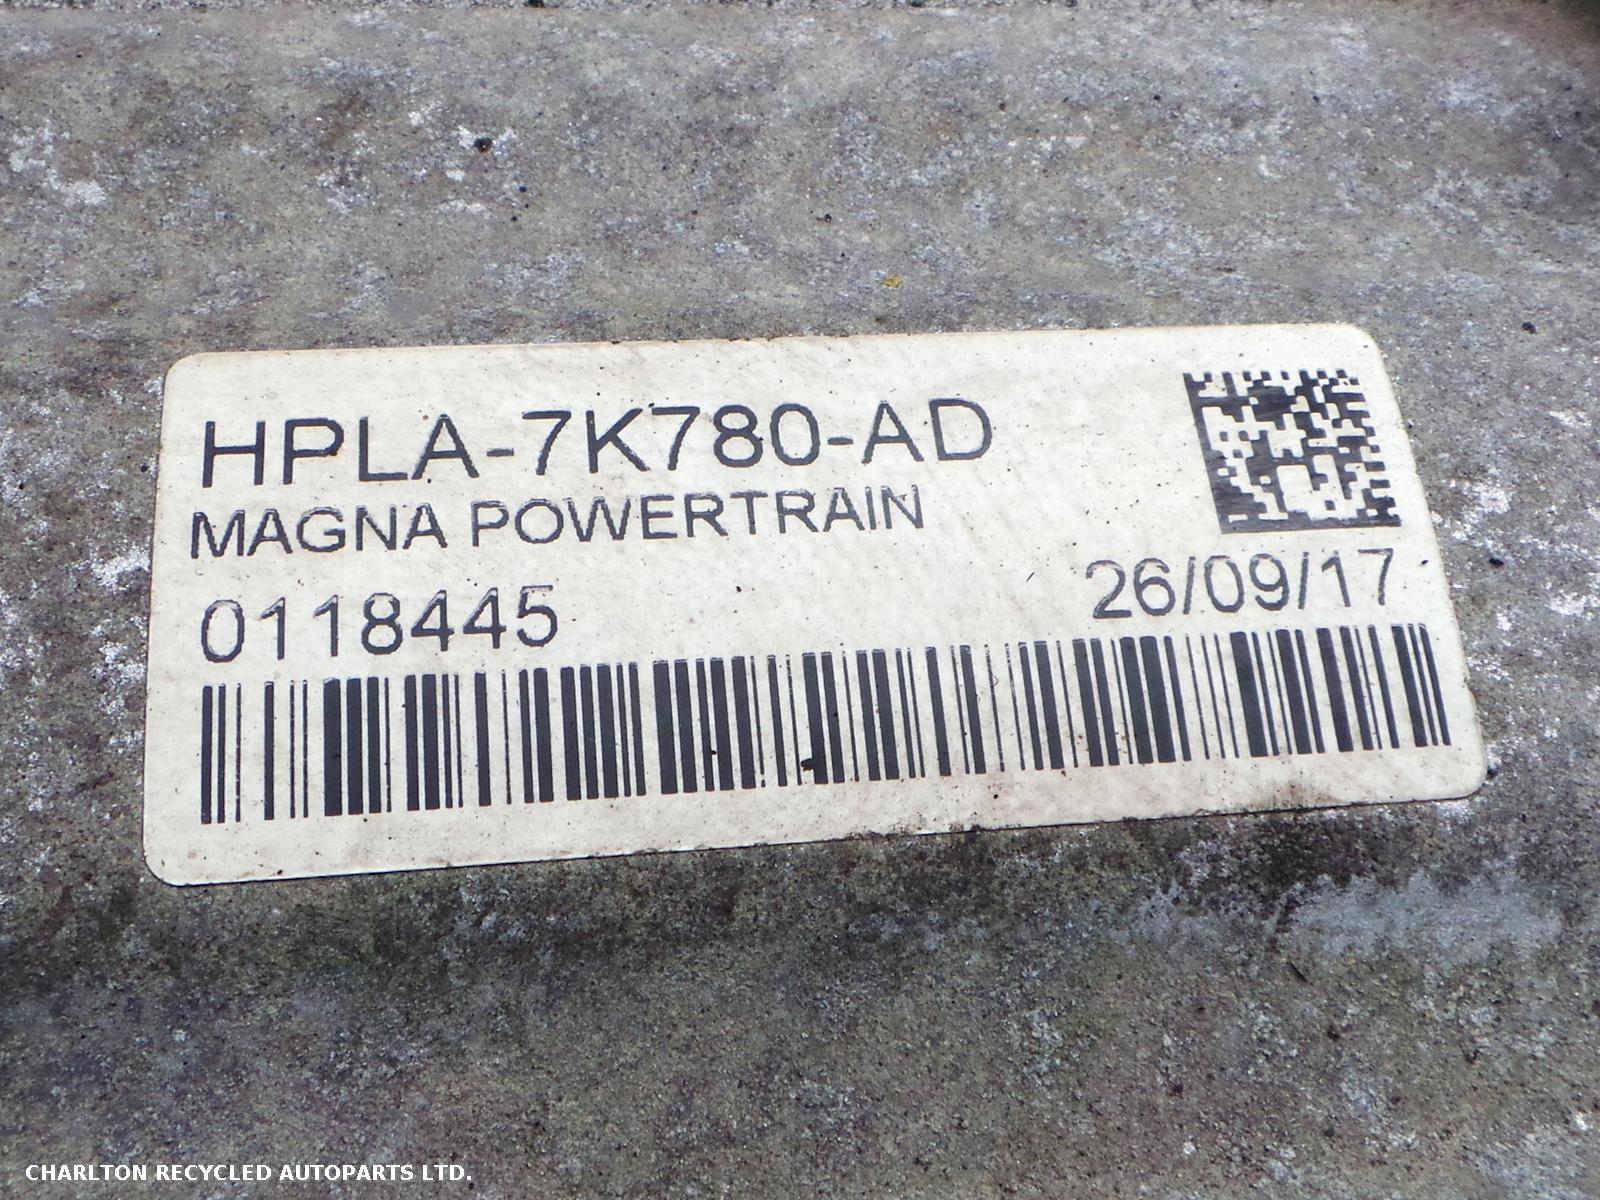 HPLA-7K780-AD
MAGNA POWERTRAIN
0118445
26/09/17
CHARLTON RECYCLED AUTOPARTS LTD.